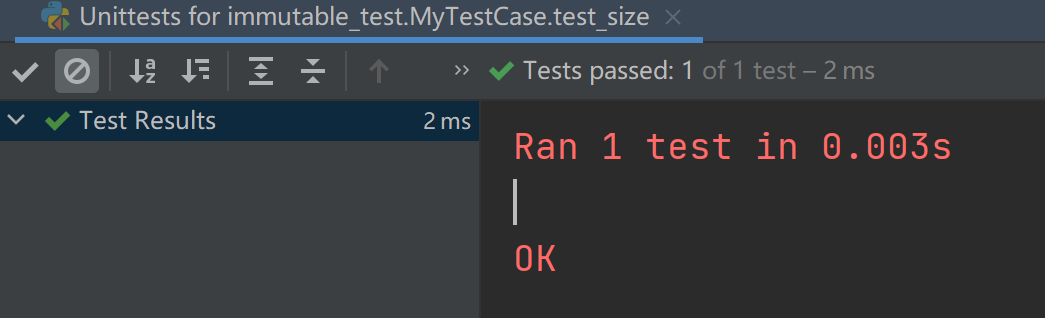 Unittests for immutable_test.MyTestCase.test_size
Tests passed: 1 of 1 test – 2 ms
Test Results 2 ms
Ran 1 test in 0.003s
OK